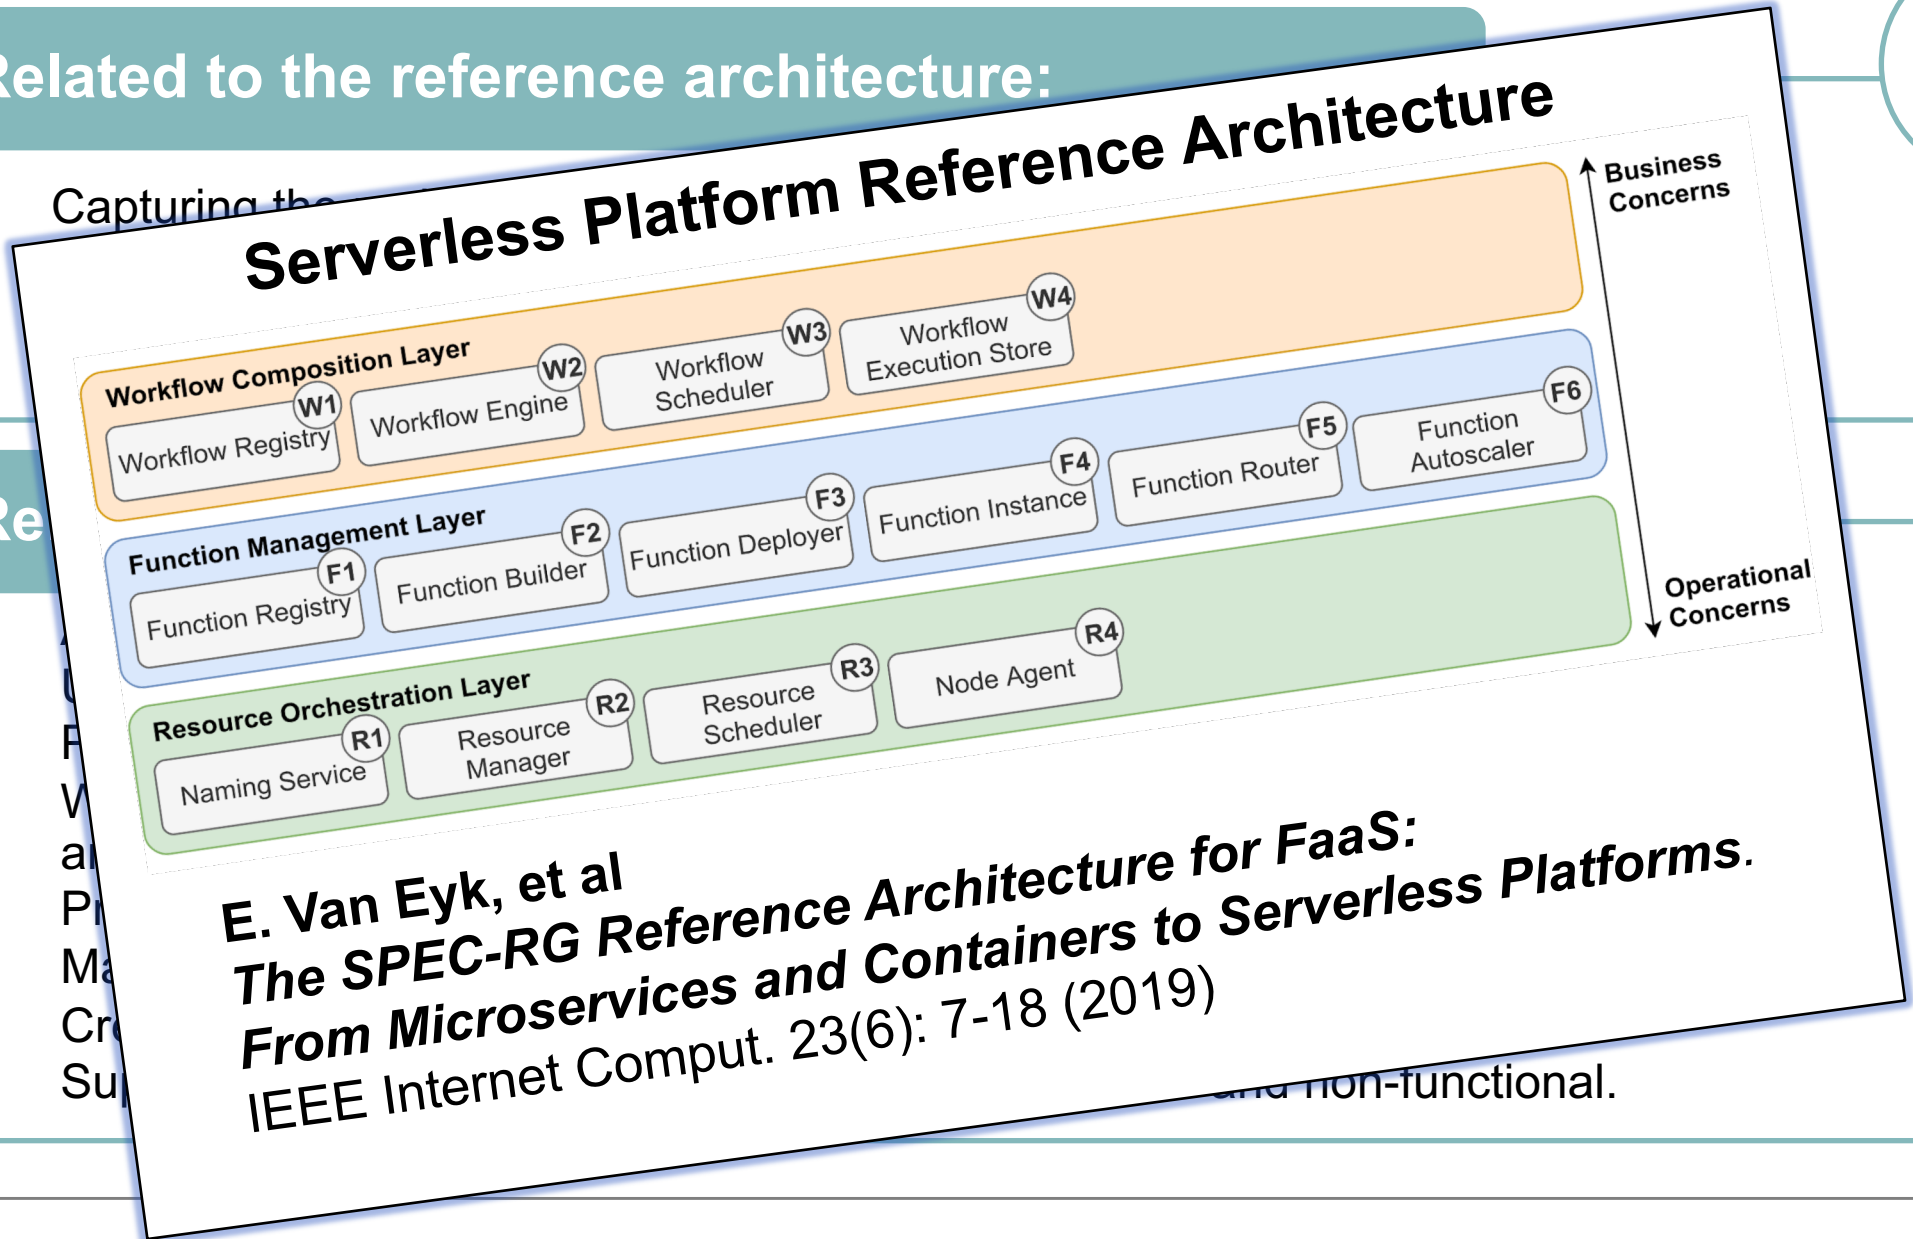 Related to the reference architecture:
Capturing the
Serverless Platform Reference Architecture
Business
Concerns
Workflow Composition Layer
W1
Workflow Registry
W2
Workflow Engine
W3
Workflow
Scheduler
W4
Workflow
Execution Store
Function Management Layer
F1
Function Registry
F2
Function Builder
F3
Function Deployer
F4
Function Instance
F5
Function Router
F6
Function
Autoscaler
Resource Orchestration Layer
R1
Naming Service
R2
Resource
Manager
R3
Resource
Scheduler
R4
Node Agent
Operational
Concerns
E. Van Eyk, et al
The SPEC-RG Reference Architecture for FaaS:
From Microservices and Containers to Serverless Platforms.
IEEE Internet Comput. 23(6): 7-18 (2019)
and non-functional.